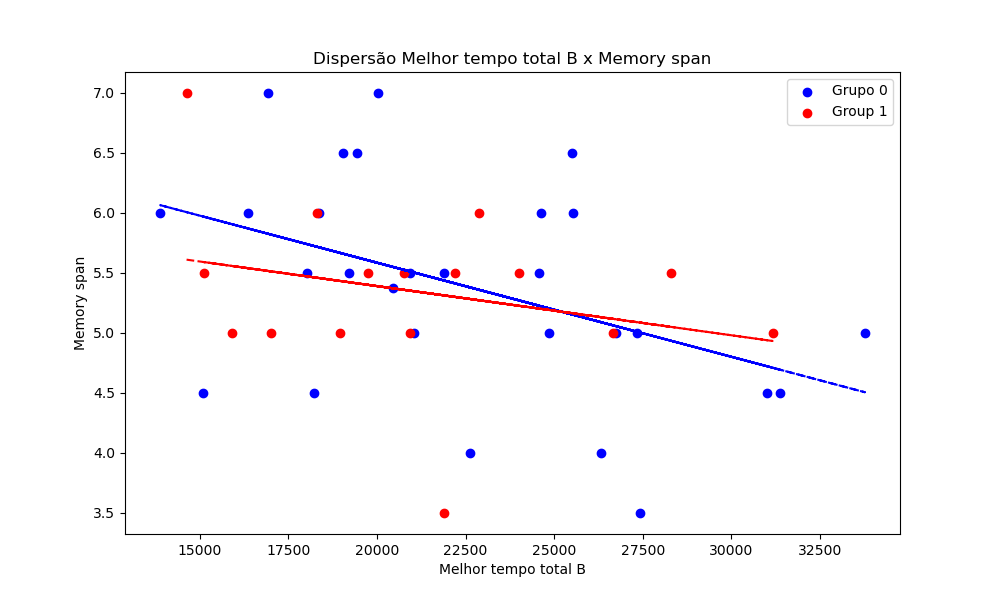 Dispersão Melhor tempo total B x Memory span
Grupo 0
Group 1
7.0
6.5
6.0
5.5
5.0
4.5
4.0
3.5
Memory span
15000 17500 20000 22500 25000 27500 30000 32500
Melhor tempo total B